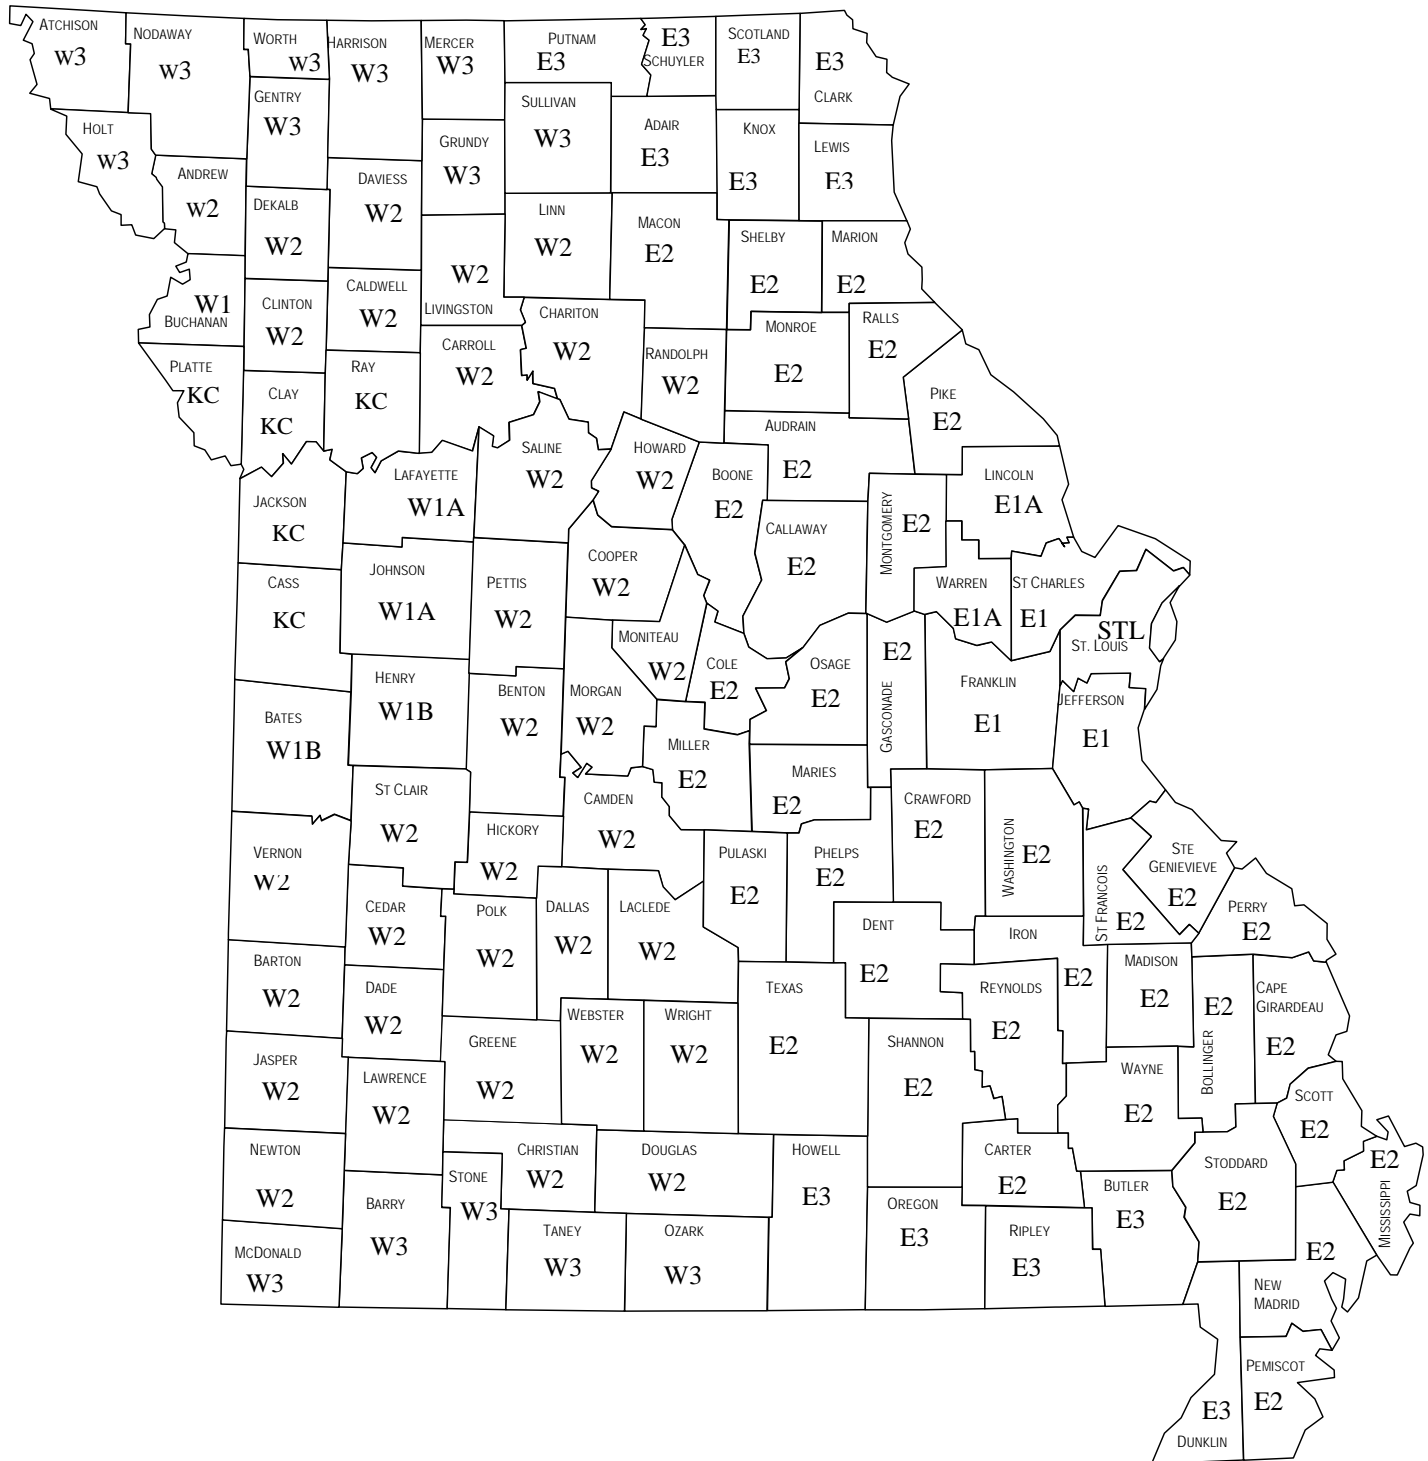 ATCHISON
W3
NODAWAY
W3
WORTH
W3
HARRISON
W3
MERCER
W3
PUTNAM
E3
E3
SCHUYLER
SCOTLAND
E3
E3
CLARK
HOLT
W3
GENTRY
W3
ANDREW
W2
DEKALB
W2
DAVIESS
W2
GRUNDY
W3
SULLIVAN
W3
ADAIR
E3
KNOX
E3
LEWIS
E3
LINN
W2
MACON
E2
SHELBY
E2
MARION
E2
W1
BUCHANAN
CLINTON
W2
CALDWELL
W2
W2
LIVINGSTON
CHARITON
W2
RANDOLPH
W2
MONROE
E2
RALLS
E2
PIKE
E2
PLATTE
KC
CLAY
KC
RAY
KC
CARROLL
W2
AUDRAIN
E2
SALINE
W2
HOWARD
W2
BOONE
E2
LINCOLN
E1A
JACKSON
KC
LAFAYETTE
W1A
CALLAWAY
E2
MONTGOMERY
E2
WARREN
E1A
ST CHARLES
E1
STL
ST. LOUIS
CASS
KC
JOHNSON
W1A
PETTIS
W2
COOPER
W2
MONITEAU
W2
COLE
E2
OSAGE
E2
E2
GASCONADE
FRANKLIN
E1
JEFFERSON
E1
BATES
W1B
HENRY
W1B
BENTON
W2
MORGAN
W2
MILLER
E2
MARIES
E2
CRAWFORD
E2
WASHINGTON
E2
ST CLAIR
W2
HICKORY
W2
CAMDEN
W2
PULASKI
E2
PHELPS
E2
ST FRANCOIS
E2
STE
GENIEVIEVE
E2
PERRY
E2
VERNON
W2
CEDAR
W2
POLK
W2
DALLAS
W2
LACLEDE
W2
DENT
E2
IRON
E2
MADISON
E2
E2
BOLLINGER
CAPE
GIRARDEAU
E2
BARTON
W2
DADE
W2
GREENE
W2
WEBSTER
W2
WRIGHT
W2
TEXAS
E2
SHANNON
E2
REYNOLDS
E2
WAYNE
E2
SCOTT
E2
JASPER
W2
LAWRENCE
W2
NEWTON
W2
STONE
W3
CHRISTIAN
W2
DOUGLAS
W2
HOWELL
E3
CARTER
E2
BUTLER
E3
STODDARD
E2
E2
MISSISSIPPI
BARRY
W3
MCDONALD
W3
TANEY
W3
OZARK
W3
OREGON
E3
RIPLEY
E3
E2
NEW
MADRID
PEMISCOT
E2
E3
DUNKLIN